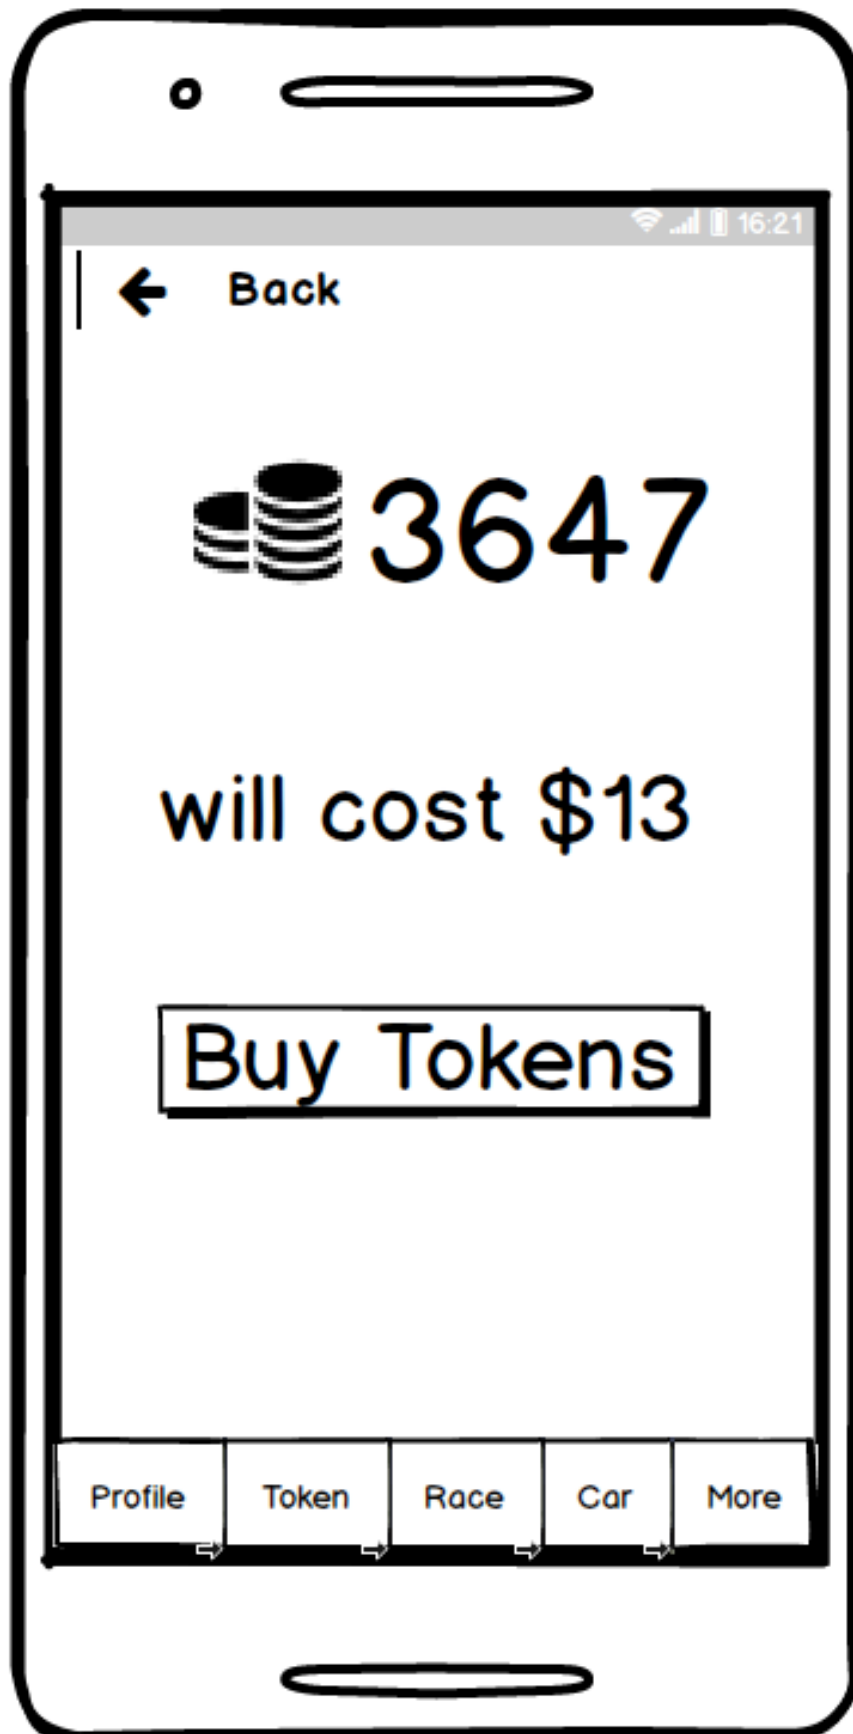 16:21
Back
3647
will cost $13
Buy Tokens
Profile Token Race Car More